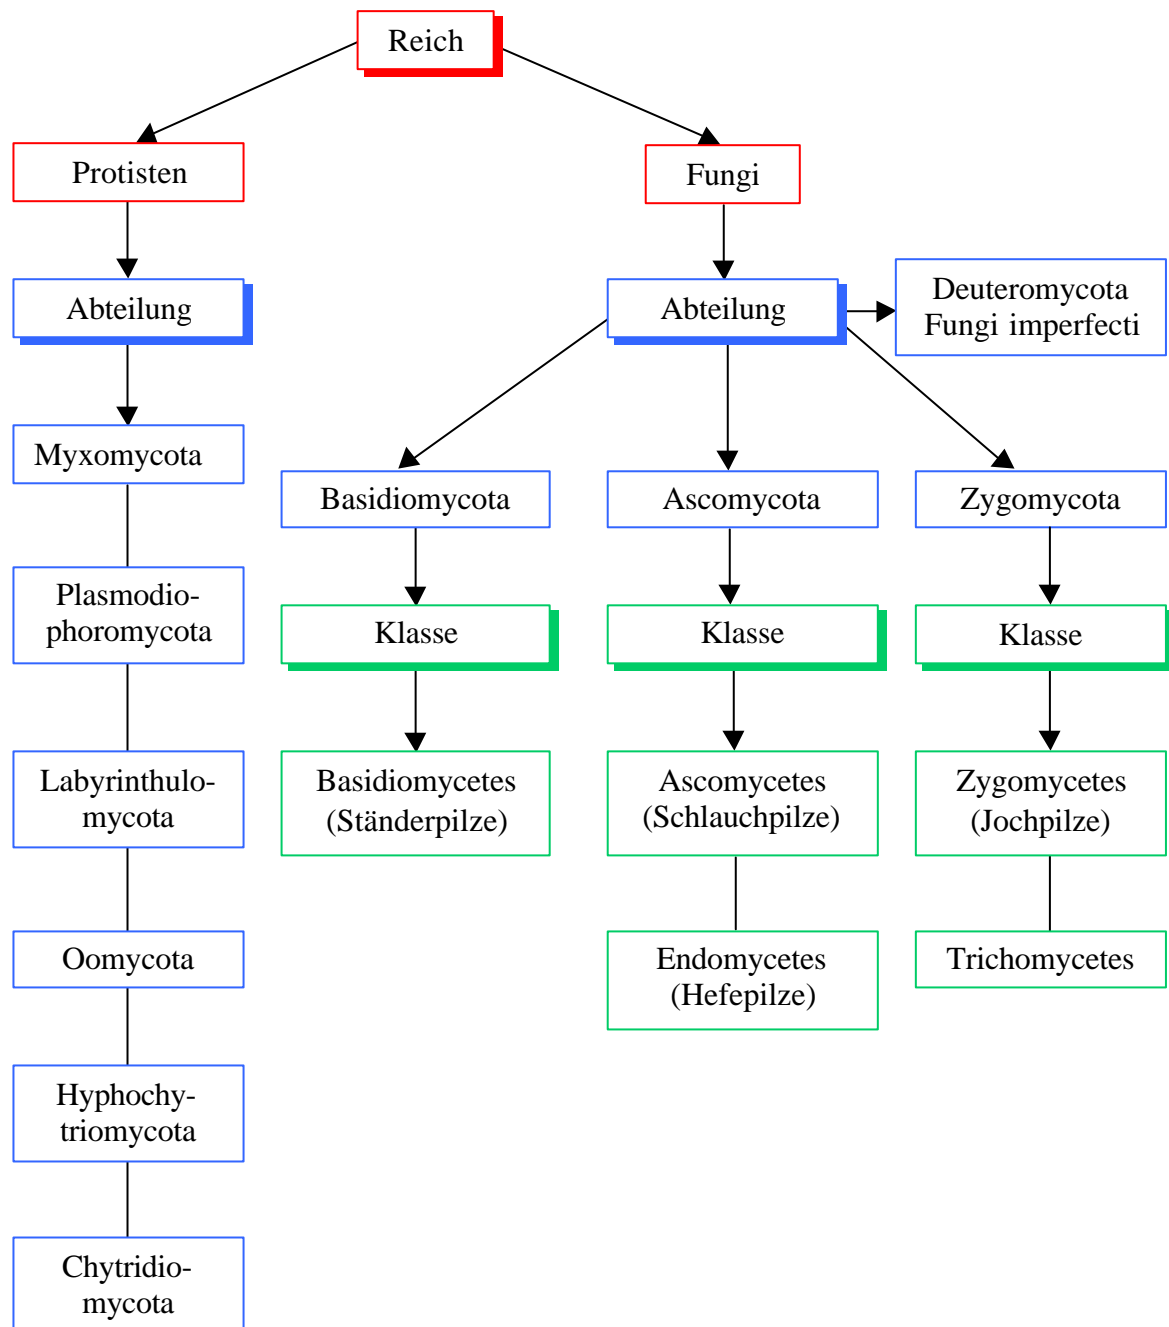 Reich
Protisten
Fungi
Abteilung
Abteilung
Deuteromycota
Fungi imperfecti
Myxomycota
Basidiomycota
Ascomycota
Zygomycota
Plasmodio-
phoromycota
Klasse
Klasse
Klasse
Labyrinthulo-
mycota
Basidiomycetes
(Ständerpilze)
Ascomycetes
(Schlauchpilze)
Zygomycetes
(Jochpilze)
Oomycota
Endomycetes
(Hefepilze)
Trichomycetes
Hyphochy-
triomycota
Chytridio-
mycota